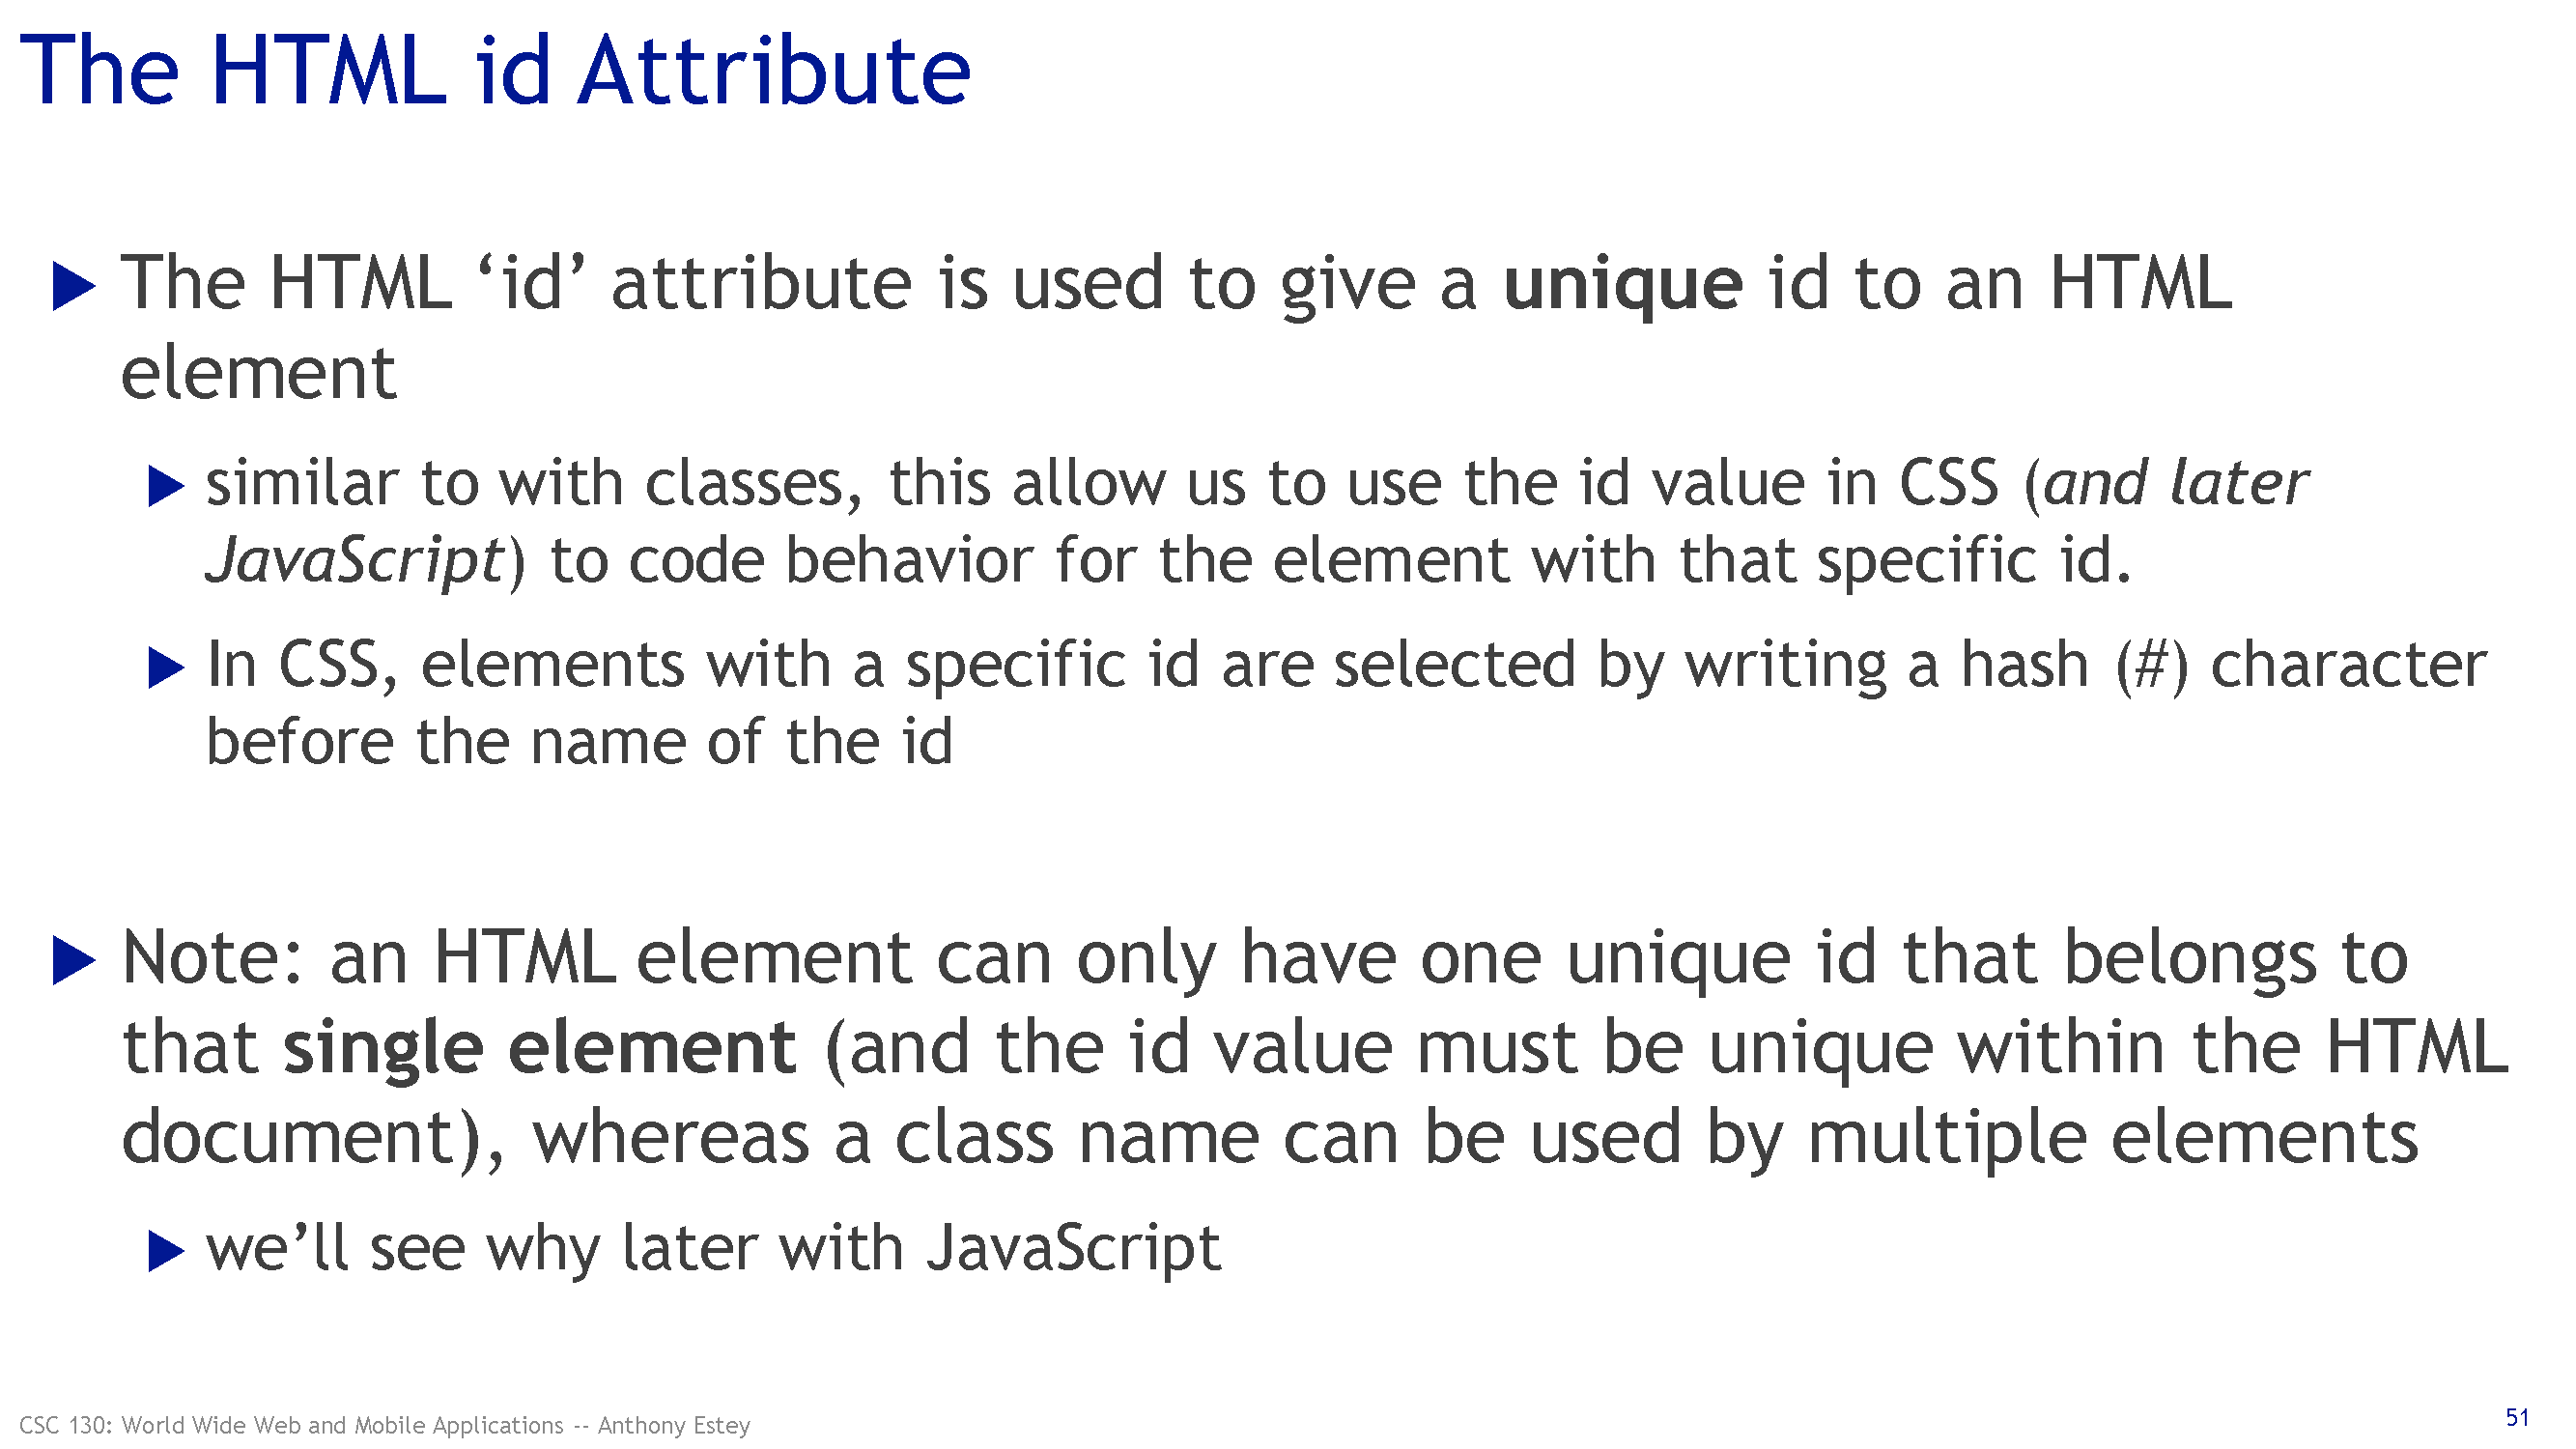 The HTML id Attribute
The HTML ‘id’ attribute is used to give a unique id to an HTML
element
similar to with classes, this allow us to use the id value in CSS (and later
JavaScript) to code behavior for the element with that specific id.
In CSS, elements with a specific id are selected by writing a hash (#) character
before the name of the id
Note: an HTML element can only have one unique id that belongs to
that single element (and the id value must be unique within the HTML
document), whereas a class name can be used by multiple elements
we’ll see why later with JavaScript
CSC 130: World Wide Web and Mobile Applications -- Anthony Estey
51